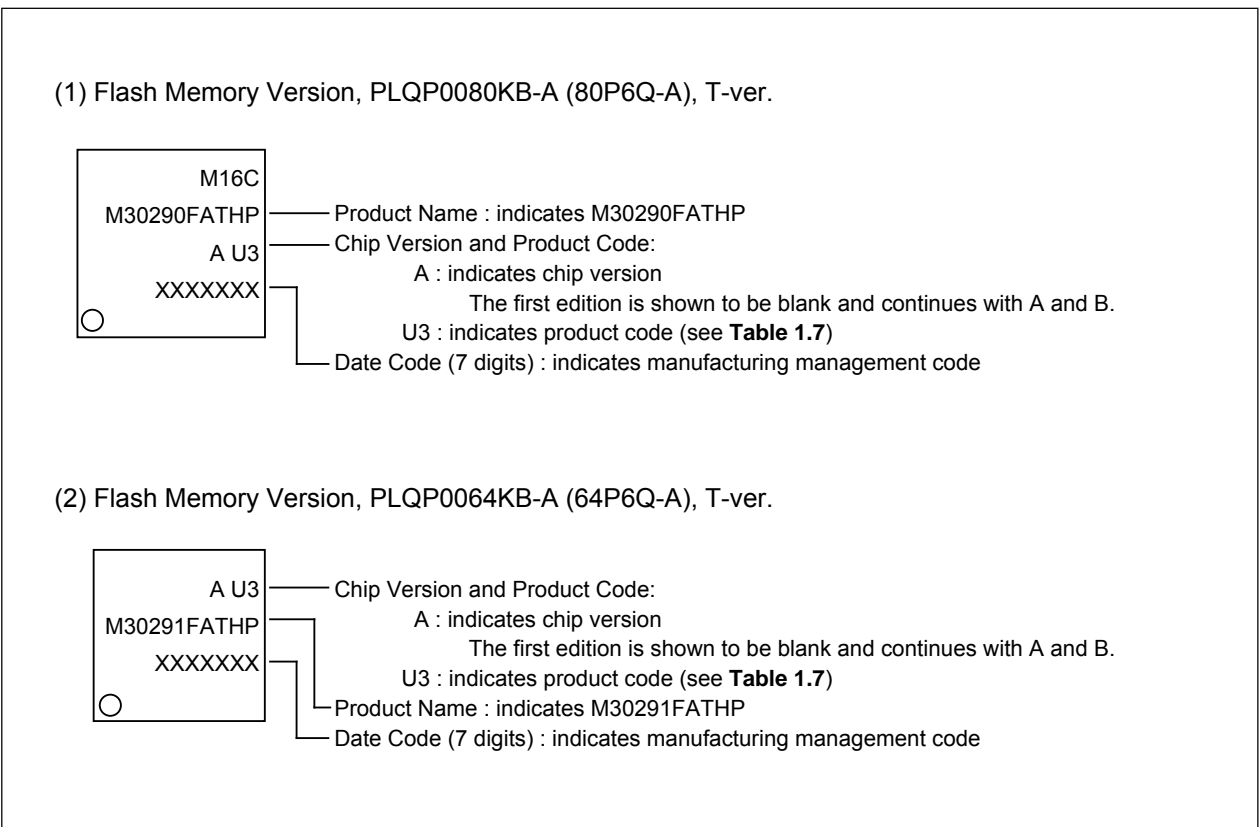 (1) Flash Memory Version, PLQP0080KB-A (80P6Q-A), T-ver.
M16C
M30290FATHP
A U3
XXXXXXX
Product Name : indicates M30290FATHP
Chip Version and Product Code:
A : indicates chip version
The first edition is shown to be blank and continues with A and B.
U3 : indicates product code (see Table 1.7)
Date Code (7 digits) : indicates manufacturing management code
(2) Flash Memory Version, PLQP0064KB-A (64P6Q-A), T-ver.
A U3
M30291FATHP
XXXXXXX
Chip Version and Product Code:
A : indicates chip version
The first edition is shown to be blank and continues with A and B.
U3 : indicates product code (see Table 1.7)
Product Name : indicates M30291FATHP
Date Code (7 digits) : indicates manufacturing management code